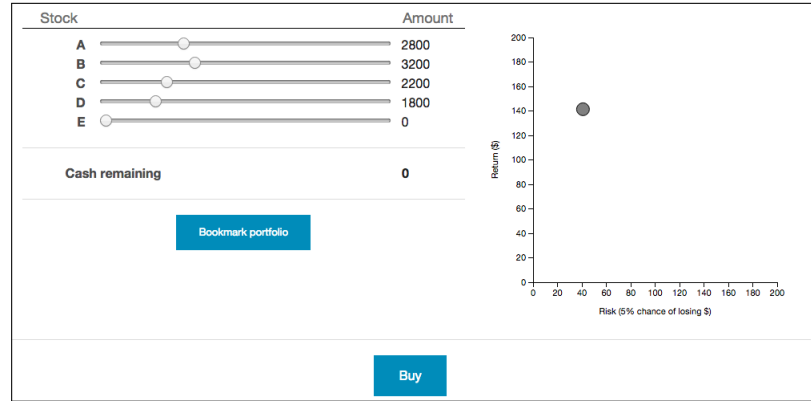 Stock Amount
A 2800
B 3200
C 2200
D 1800
E 0
Cash remaining 0
Bookmark portfolio
200
180
160
140
120
100
80
60
40
20
0
Return ($)
0 20 40 60 80 100 120 140 160 180 200
Risk (5% chance of losing $)
Buy